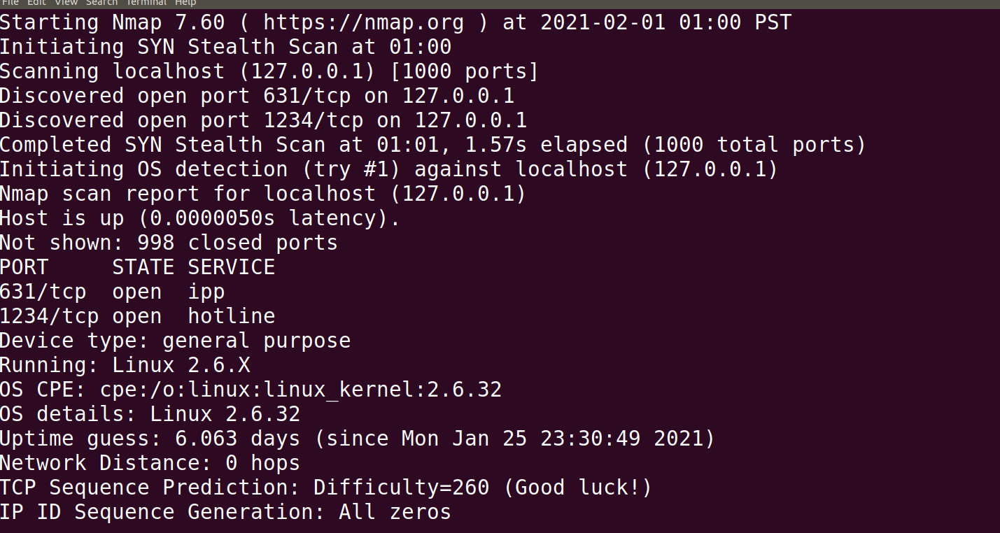 File Edit View Search Terminal Help
Starting Nmap 7.60 ( https://nmap.org ) at 2021-02-01 01:00 PST
Initiating SYN Stealth Scan at 01:00
Scanning localhost (127.0.0.1) [1000 ports]
Discovered open port 631/tcp on 127.0.0.1
Discovered open port 1234/tcp on 127.0.0.1
Completed SYN Stealth Scan at 01:01, 1.57s elapsed (1000 total ports)
Initiating OS detection (try #1) against localhost (127.0.0.1)
Nmap scan report for localhost (127.0.0.1)
Host is up (0.0000050s latency).
Not shown: 998 closed ports
PORT     STATE SERVICE
631/tcp  open  ipp
1234/tcp open  hotline
Device type: general purpose
Running: Linux 2.6.X
OS CPE: cpe:/o:linux:linux_kernel:2.6.32
OS details: Linux 2.6.32
Uptime guess: 6.063 days (since Mon Jan 25 23:30:49 2021)
Network Distance: 0 hops
TCP Sequence Prediction: Difficulty=260 (Good luck!)
IP ID Sequence Generation: All zeros